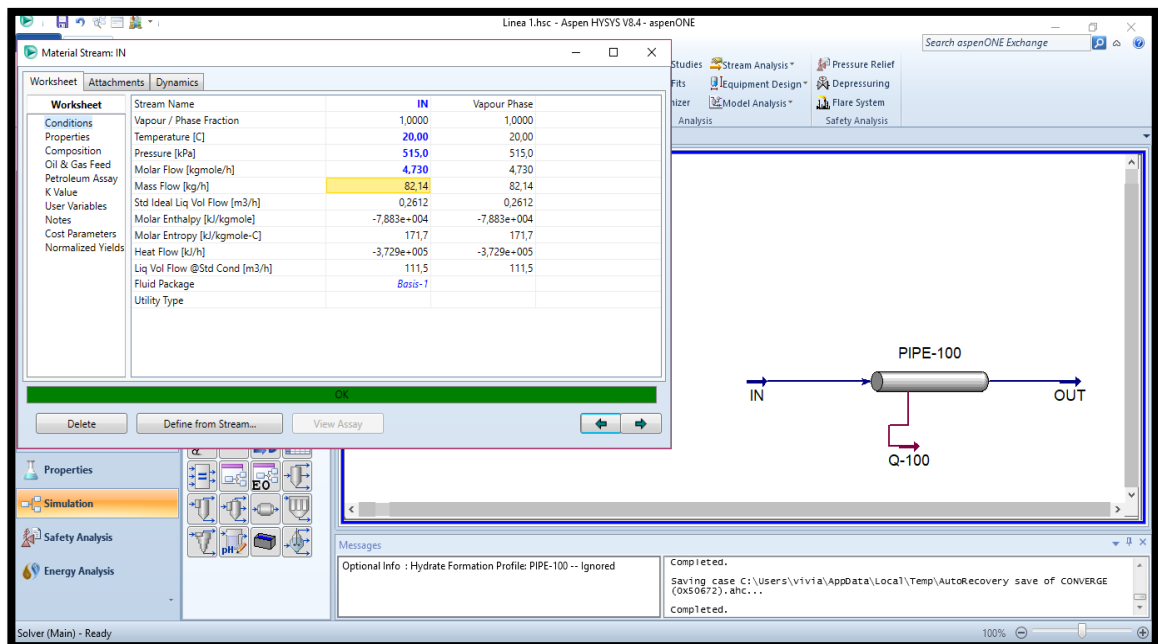 Linea 1.hsc - Aspen HYSYS V8.4 - aspenONE
Search aspenONE Exchange
Material Stream: IN
Studies Stream Analysis Pressure Relief
Fits Equipment Design Depressuring
nizer Model Analysis Flare System
Analysis Safety Analysis
Worksheet Attachments Dynamics
Worksheet
Conditions
Properties
Composition
Oil & Gas Feed
Petroleum Assay
K Value
User Variables
Notes
Cost Parameters
Normalized Yields
Stream Name IN Vapour Phase
Vapour / Phase Fraction 1,0000 1,0000
Temperature [C] 20,00 20,00
Pressure [kPa] 515,0 515,0
Molar Flow [kgmole/h] 4,730 4,730
Mass Flow [kg/h] 82,14 82,14
Std Ideal Liq Vol Flow [m3/h] 0,2612 0,2612
Molar Enthalpy [kJ/kgmole] -7,883e+004 -7,883e+004
Molar Entropy [kJ/kgmole-C] 171,7 171,7
Heat Flow [kJ/h] -3,729e+005 -3,729e+005
Liq Vol Flow @Std Cond [m3/h] 111,5 111,5
Fluid Package Basis-1
Utility Type
OK
Delete Define from Stream... View Assay
PIPE-100
IN OUT
Q-100
EO
pH
Properties
Simulation
Safety Analysis
Energy Analysis
Messages
Optional Info : Hydrate Formation Profile: PIPE-100 -- Ignored
Completed.
Saving case C:\Users\vivia\AppData\Local\Temp\AutoRecovery save of CONVERGE
(0x50672).ahc...
Completed.
Solver (Main) - Ready 100%